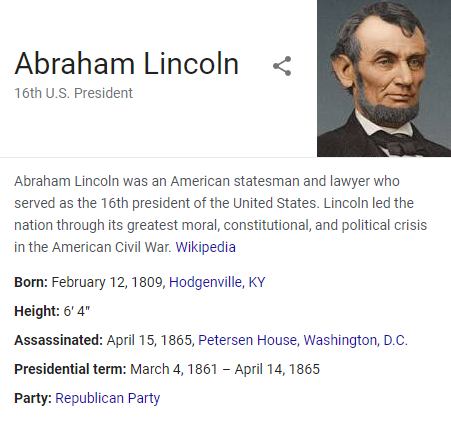 Abraham Lincoln
16th U.S. President
Abraham Lincoln was an American statesman and lawyer who
served as the 16th president of the United States. Lincoln led the
nation through its greatest moral, constitutional, and political crisis
in the American Civil War. Wikipedia
Born: February 12, 1809, Hodgenville, KY
Height: 6′ 4″
Assassinated: April 15, 1865, Petersen House, Washington, D.C.
Presidential term: March 4, 1861 – April 14, 1865
Party: Republican Party